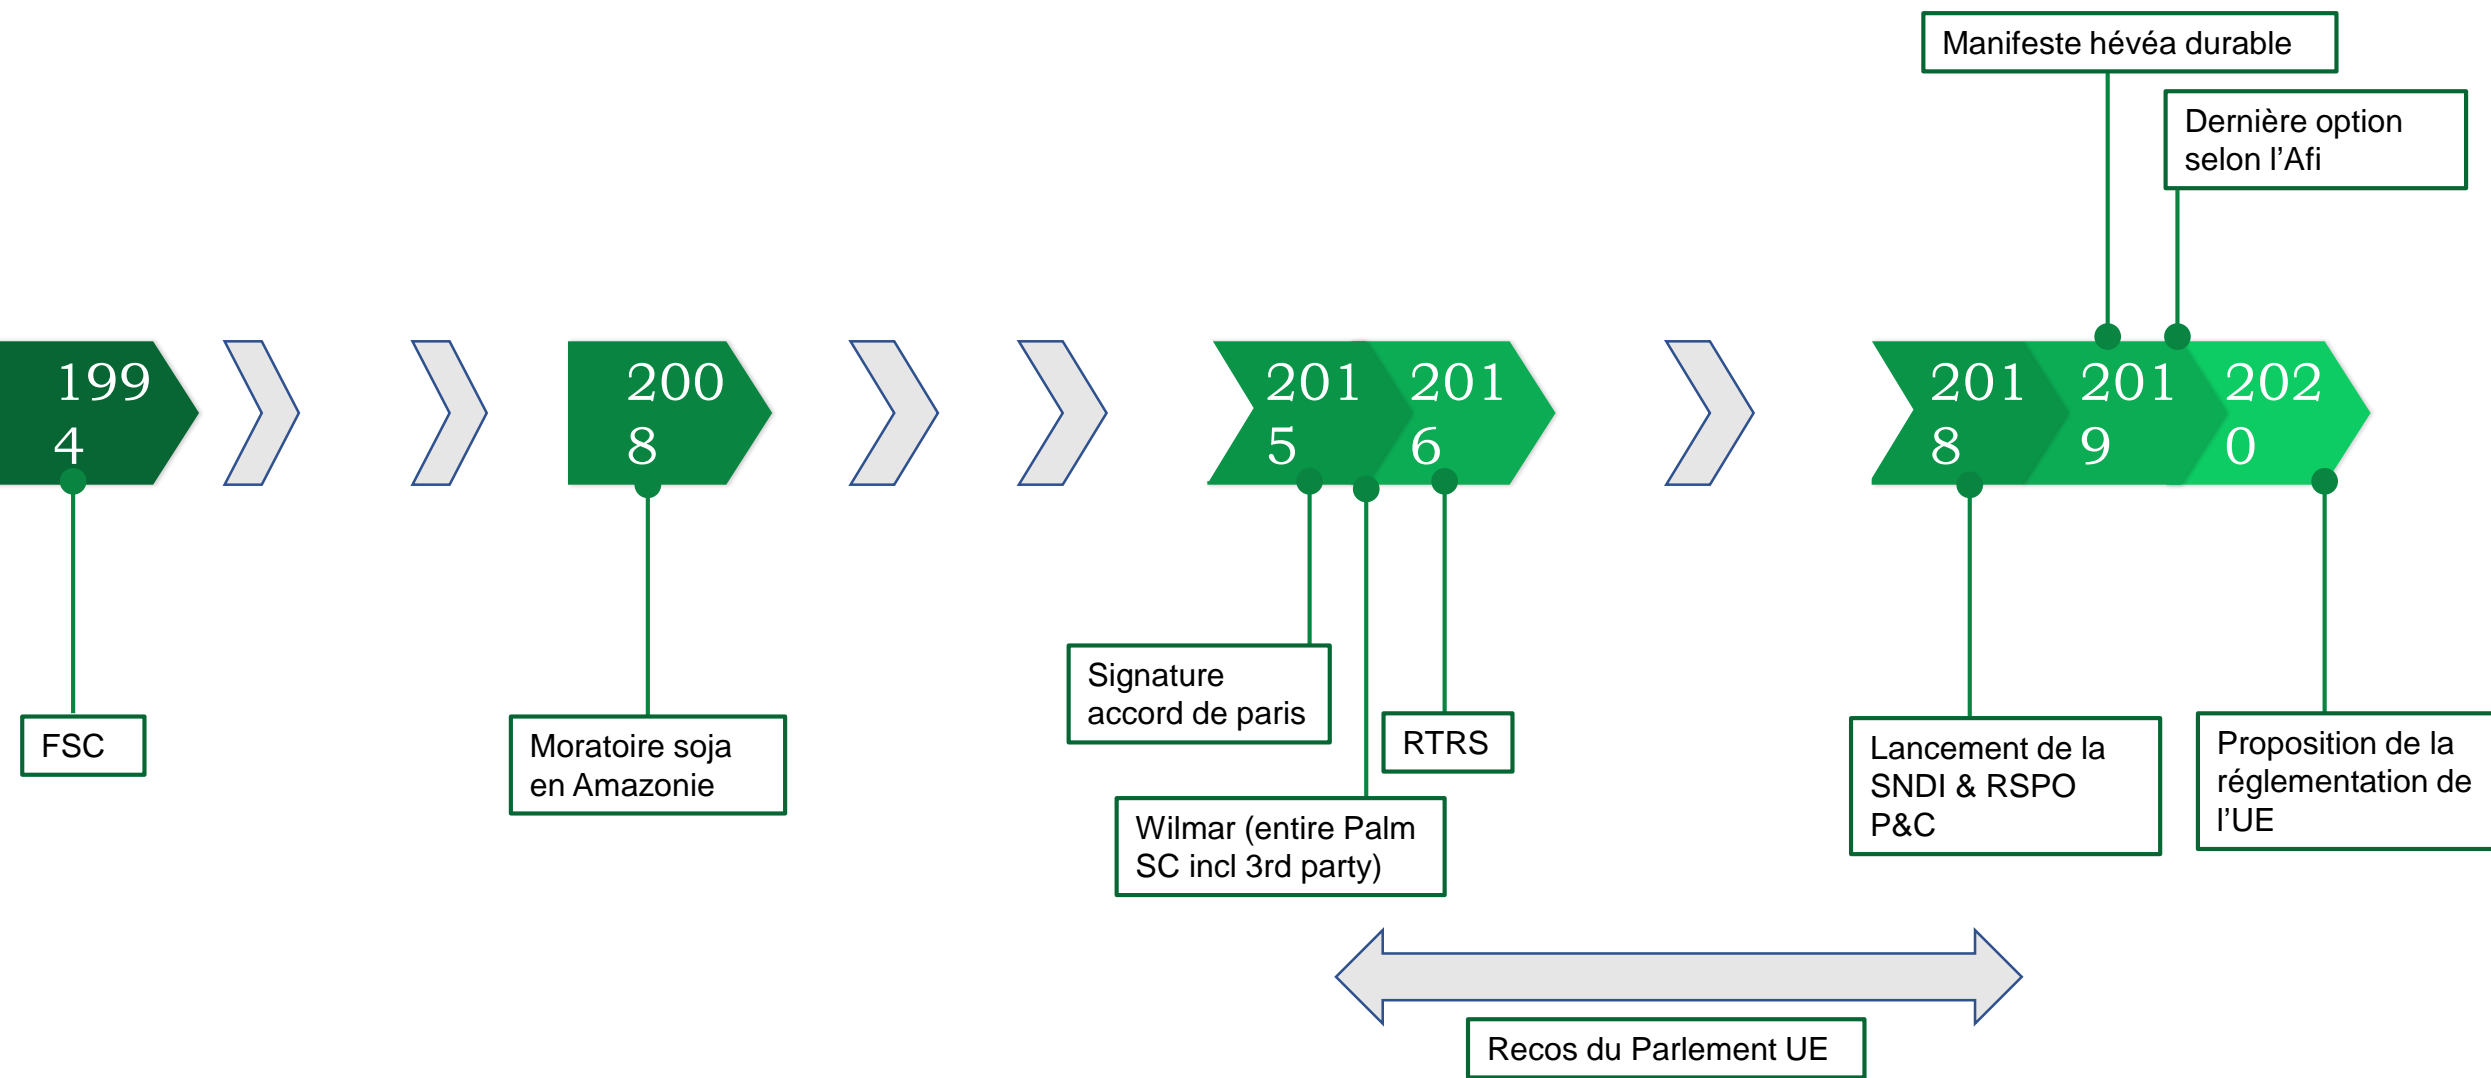 Manifeste hévéa durable
Dernière option
selon l'Afi
199
4
200
8
201
5
201
6
201
8
201
9
202
0
FSC
Moratoire soja
en Amazonie
Signature
accord de paris
Wilmar (entire Palm
SC incl 3rd party)
RTRS
Lancement de la
SNDI & RSPO
P&C
Proposition de la
réglementation de
l'UE
Recos du Parlement UE